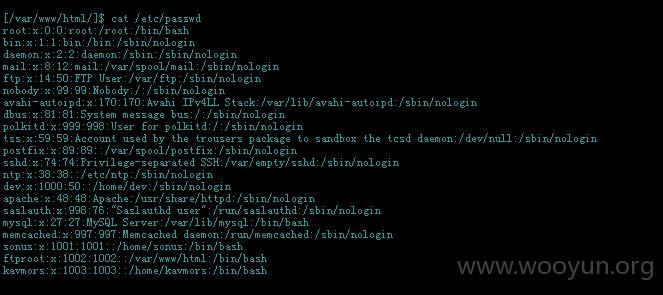 [/var/www/html/]$ cat /etc/passwd
root:x:0:0:root:/root:/bin/bash
bin:x:1:1:bin:/bin:/sbin/nologin
daemon:x:2:2:daemon:/sbin:/sbin/nologin
mail:x:8:12:mail:/var/spool/mail:/sbin/nologin
ftp:x:14:50:FTP User:/var/ftp:/sbin/nologin
nobody:x:99:99:Nobody:/:/sbin/nologin
avahi-autoipd:x:170:170:Avahi IPv4LL Stack:/var/lib/avahi-autoipd:/sbin/nologin
dbus:x:81:81:System message bus:/:/sbin/nologin
polkitd:x:999:998:User for polkitd:/:/sbin/nologin
tss:x:59:59:Account used by the trousers package to sandbox the tcsd daemon:/dev/null:/sbin/nologin
postfix:x:89:89::/var/spool/postfix:/sbin/nologin
sshd:x:74:74:Privilege-separated SSH:/var/empty/sshd:/sbin/nologin
ntp:x:38:38::/etc/ntp:/sbin/nologin
dev:x:1000:50::/home/dev:/sbin/nologin
apache:x:48:48:Apache:/usr/share/httpd:/sbin/nologin
saslauth:x:998:76:"Saslauthd user":/run/saslauthd:/sbin/nologin
mysql:x:27:27:MySQL Server:/var/lib/mysql:/bin/bash
memcached:x:997:997:Memcached daemon:/run/memcached:/sbin/nologin
sonus:x:1001:1001::/home/sonus:/bin/bash
ftproot:x:1002:1002::/var/www/html:/bin/bash
kavmors:x:1003:1003::/home/kavmors:/bin/bash
www.wooyun.org